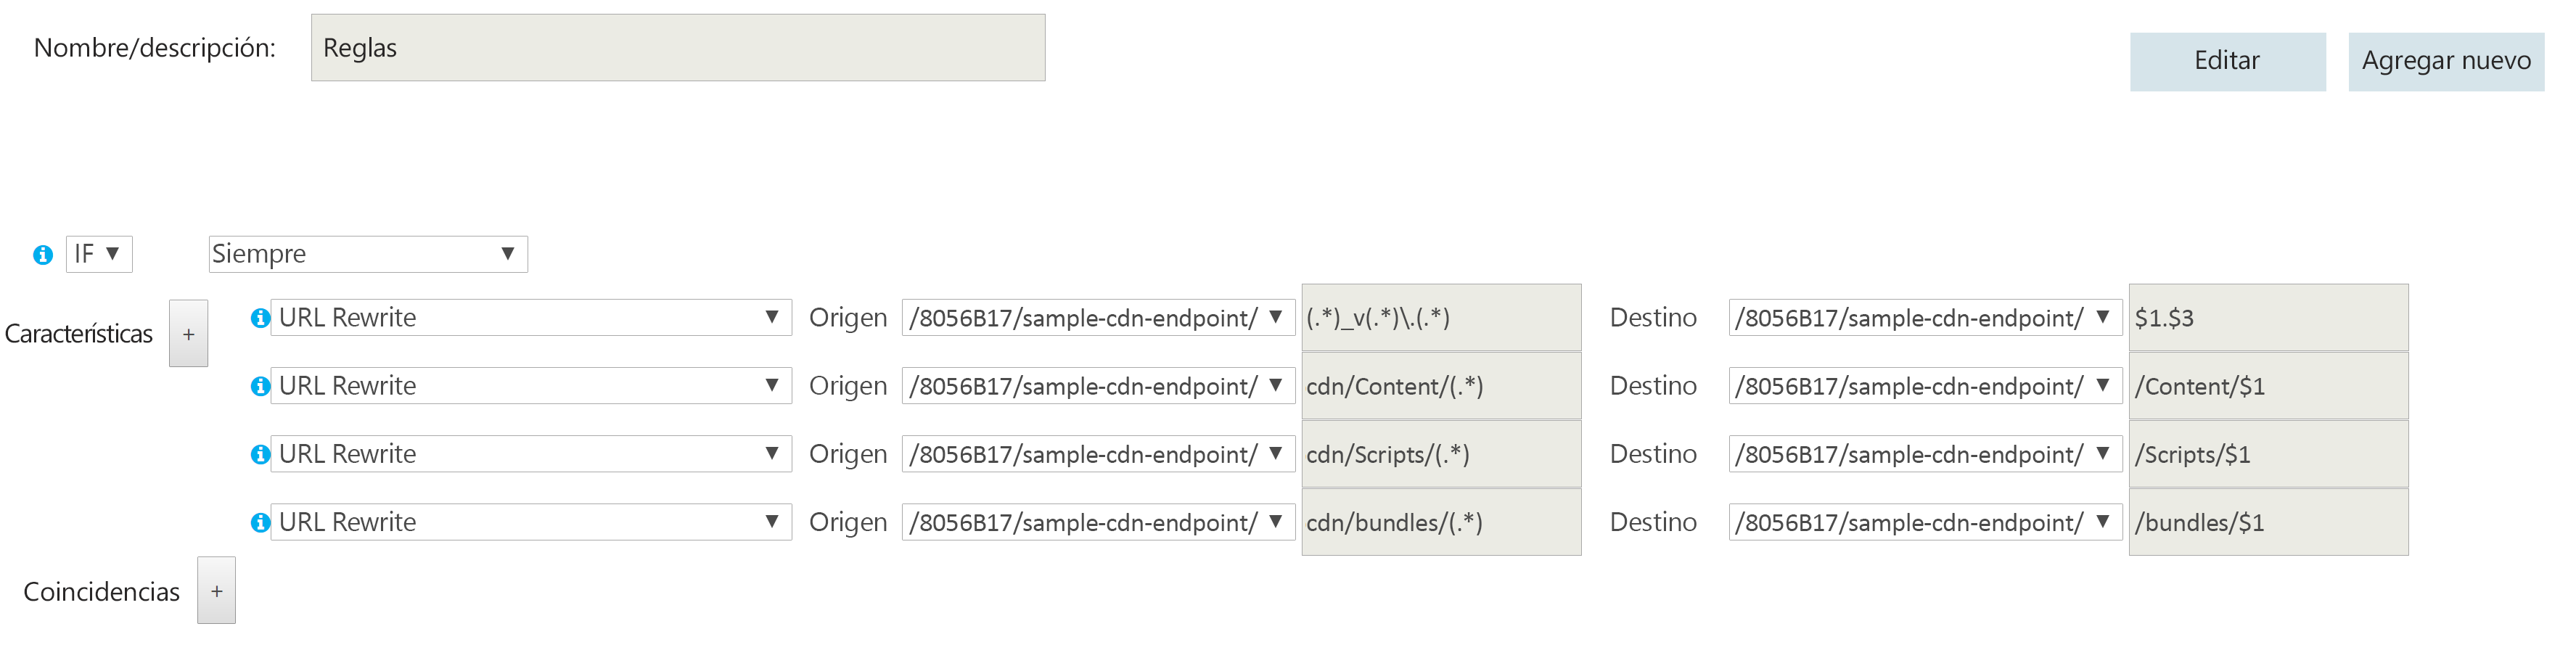 Nombre/descripción: Reglas
Editar Agregar nuevo
IF Siempre
Características + URL Rewrite Origen /8056B17/sample-cdn-endpoint/ (.*)_v(.*)\.(.*) Destino /8056B17/sample-cdn-endpoint/ $1.$3
URL Rewrite Origen /8056B17/sample-cdn-endpoint/ cdn/Content/(.*) Destino /8056B17/sample-cdn-endpoint/ /Content/$1
URL Rewrite Origen /8056B17/sample-cdn-endpoint/ cdn/Scripts/(.*) Destino /8056B17/sample-cdn-endpoint/ /Scripts/$1
URL Rewrite Origen /8056B17/sample-cdn-endpoint/ cdn/bundles/(.*) Destino /8056B17/sample-cdn-endpoint/ /bundles/$1
Coincidencias +